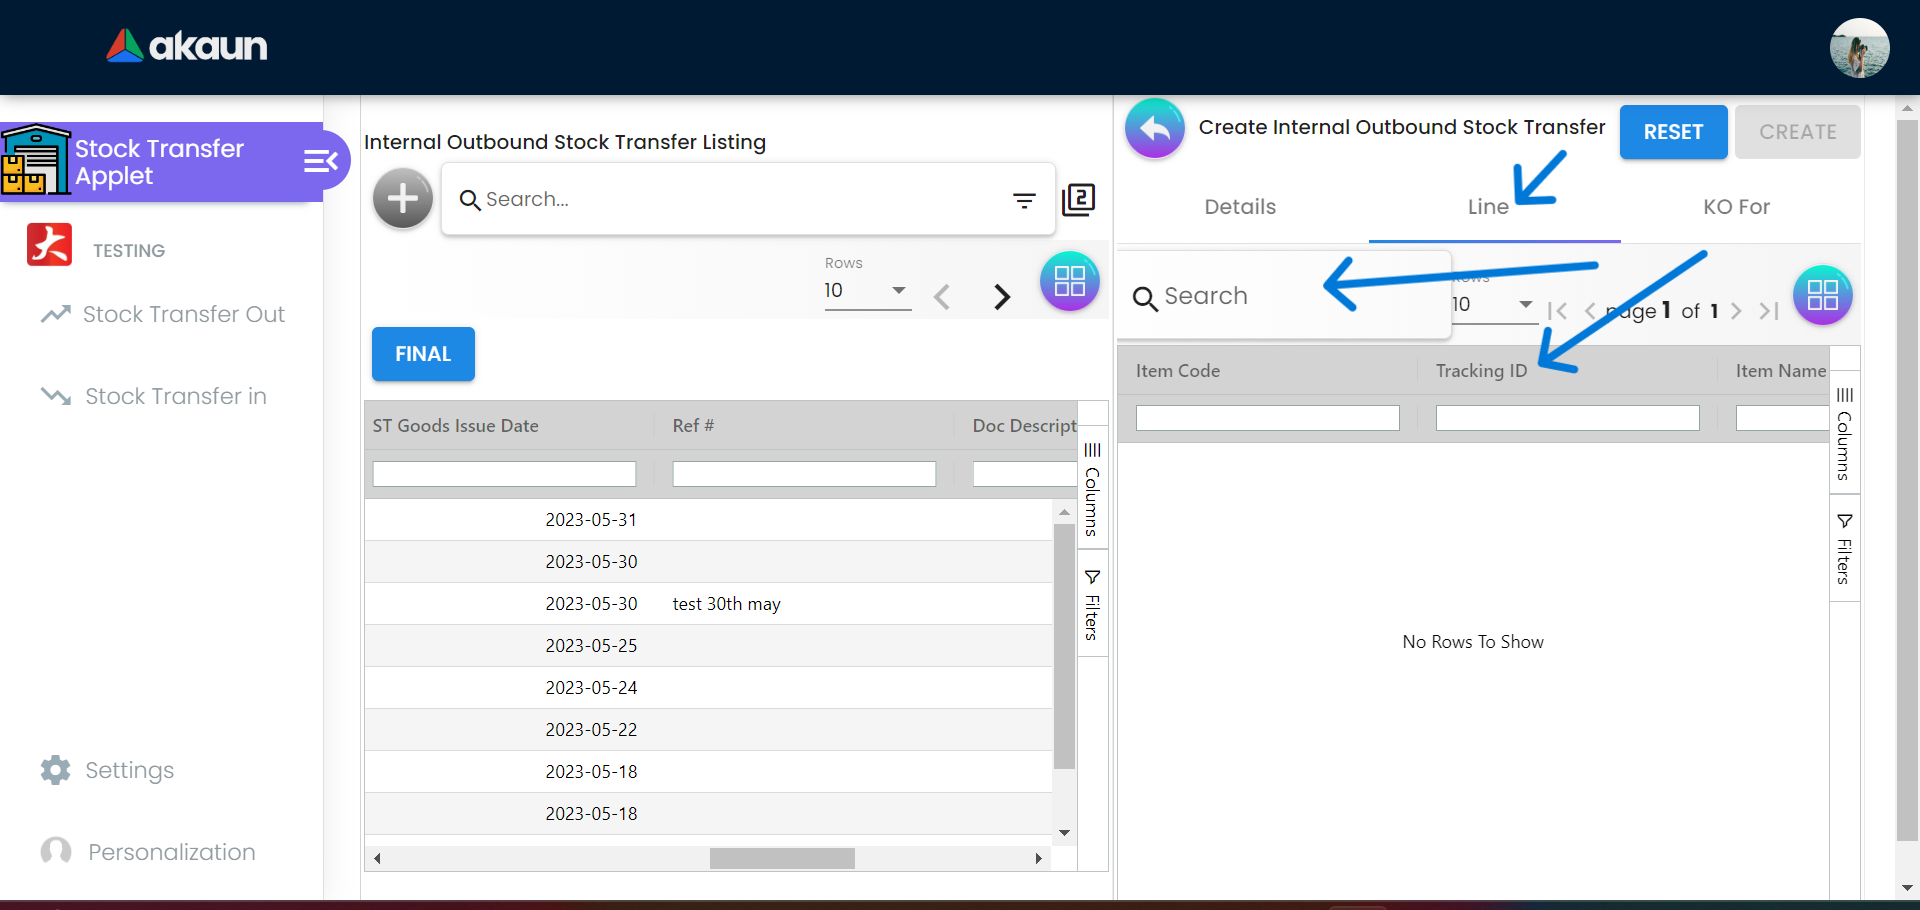 akaun
Stock Transfer
Applet
TESTING
Stock Transfer Out
Stock Transfer in
Settings
Personalization
Internal Outbound Stock Transfer Listing
Search...
2
Rows
10
FINAL
ST Goods Issue Date
Ref #
Doc Descript
2023-05-31
2023-05-30
2023-05-30 test 30th may
2023-05-25
2023-05-24
2023-05-22
2023-05-18
2023-05-18
Columns
Filters
Create Internal Outbound Stock Transfer
RESET
CREATE
Details
Line
KO For
Search
Rows
10
page 1 of 1
Item Code
Tracking ID
Item Name
No Rows To Show
Columns
Filters